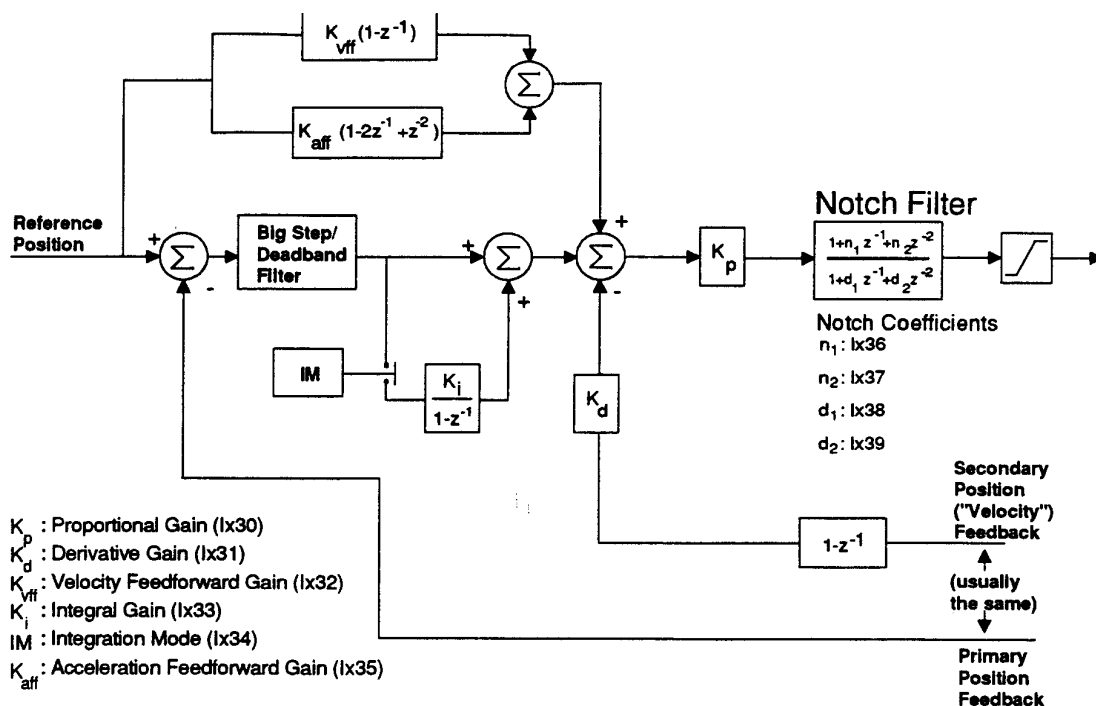 K_vff (1-z^-1)
Σ
K_aff (1-2z^-1 +z^-2)
Reference
Position
+
Σ
-
Big Step/
Deadband
Filter
+
Σ
+
+
Σ
-
K_p
Notch Filter
1+n_1 z^-1+n_2 z^-2
1+d_1 z^-1+d_2 z^-2
Notch Coefficients
n_1 : Ix36
n_2 : Ix37
d_1 : Ix38
d_2 : Ix39
IM
K_i
1-z^-1
K_d
1-z^-1
Secondary
Position
("Velocity")
Feedback
(usually
the same)
Primary
Position
Feedback
K_p : Proportional Gain (Ix30)
K_d : Derivative Gain (Ix31)
K_vff : Velocity Feedforward Gain (Ix32)
K_i : Integral Gain (Ix33)
IM : Integration Mode (Ix34)
K_aff : Acceleration Feedforward Gain (Ix35)